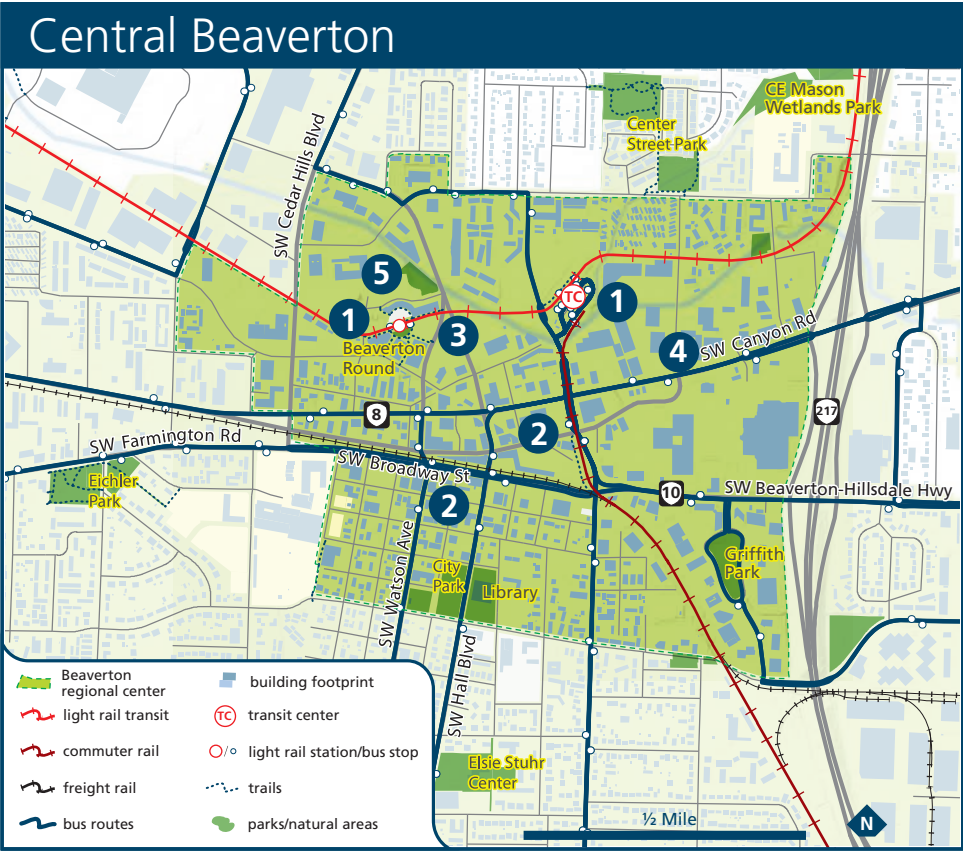 Central Beaverton
CE Mason
Wetlands Park
Center
Street Park
SW Cedar Hills Blvd
5
TC
1
1
3
Beaverton
Round
4
SW Canyon Rd
8
217
2
SW Farmington Rd
SW Broadway St
Eichler
Park
10
SW Beaverton-Hillsdale Hwy
2
SW Watson Ave
Griffith
Park
City
Park
Library
SW Hall Blvd
Elsie Stuhr
Center
½ Mile
N
Beaverton
regional center
building footprint
light rail transit
TC
transit center
commuter rail
/
light rail station/bus stop
freight rail
trails
bus routes
parks/natural areas